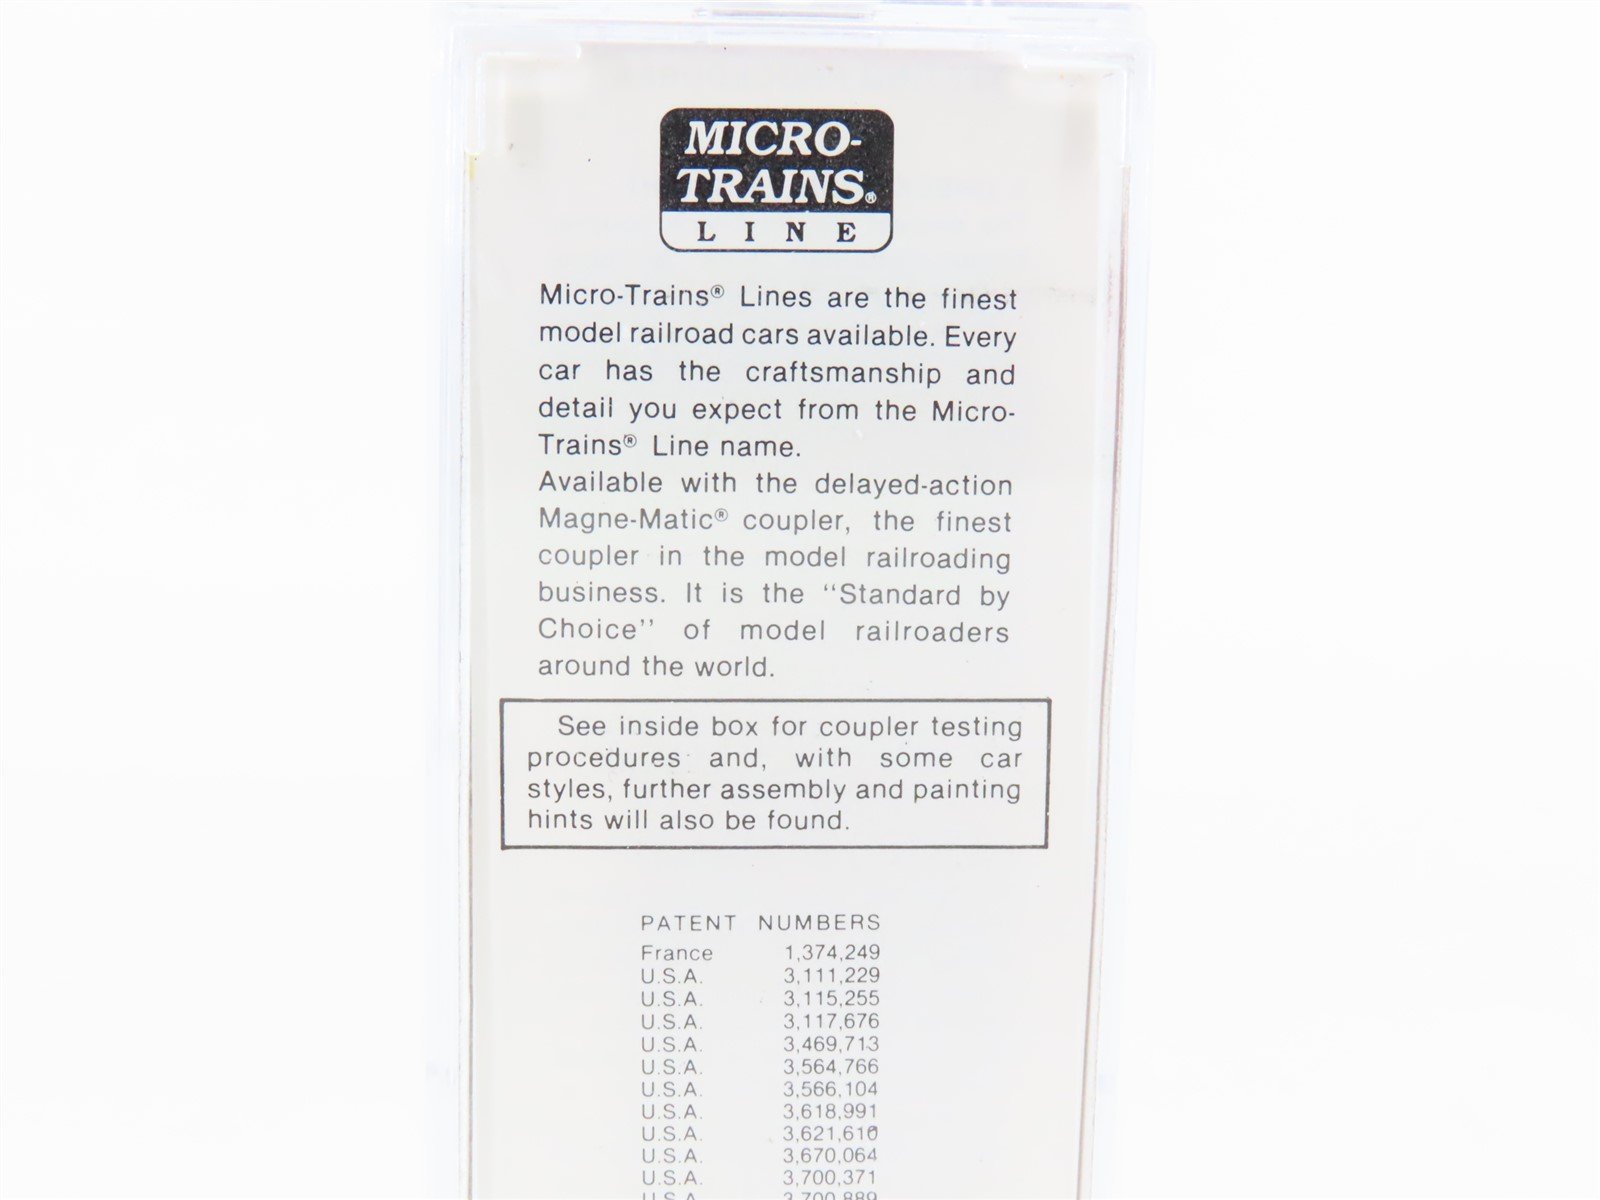 MICRO-
TRAINS®
LINE
Micro-Trains® Lines are the finest
model railroad cars available. Every
car has the craftsmanship and
detail you expect from the Micro-
Trains® Line name.
Available with the delayed-action
Magne-Matic® coupler, the finest
coupler in the model railroading
business. It is the “Standard by
Choice” of model railroaders
around the world.
See inside box for coupler testing
procedures and, with some car
styles, further assembly and painting
hints will also be found.
PATENT NUMBERS
France 1,374,249
U.S.A. 3,111,229
U.S.A. 3,115,255
U.S.A. 3,117,676
U.S.A. 3,469,713
U.S.A. 3,564,766
U.S.A. 3,566,104
U.S.A. 3,618,991
U.S.A. 3,621,610
U.S.A. 3,670,064
U.S.A. 3,700,371
U.S.A. 3,700,889